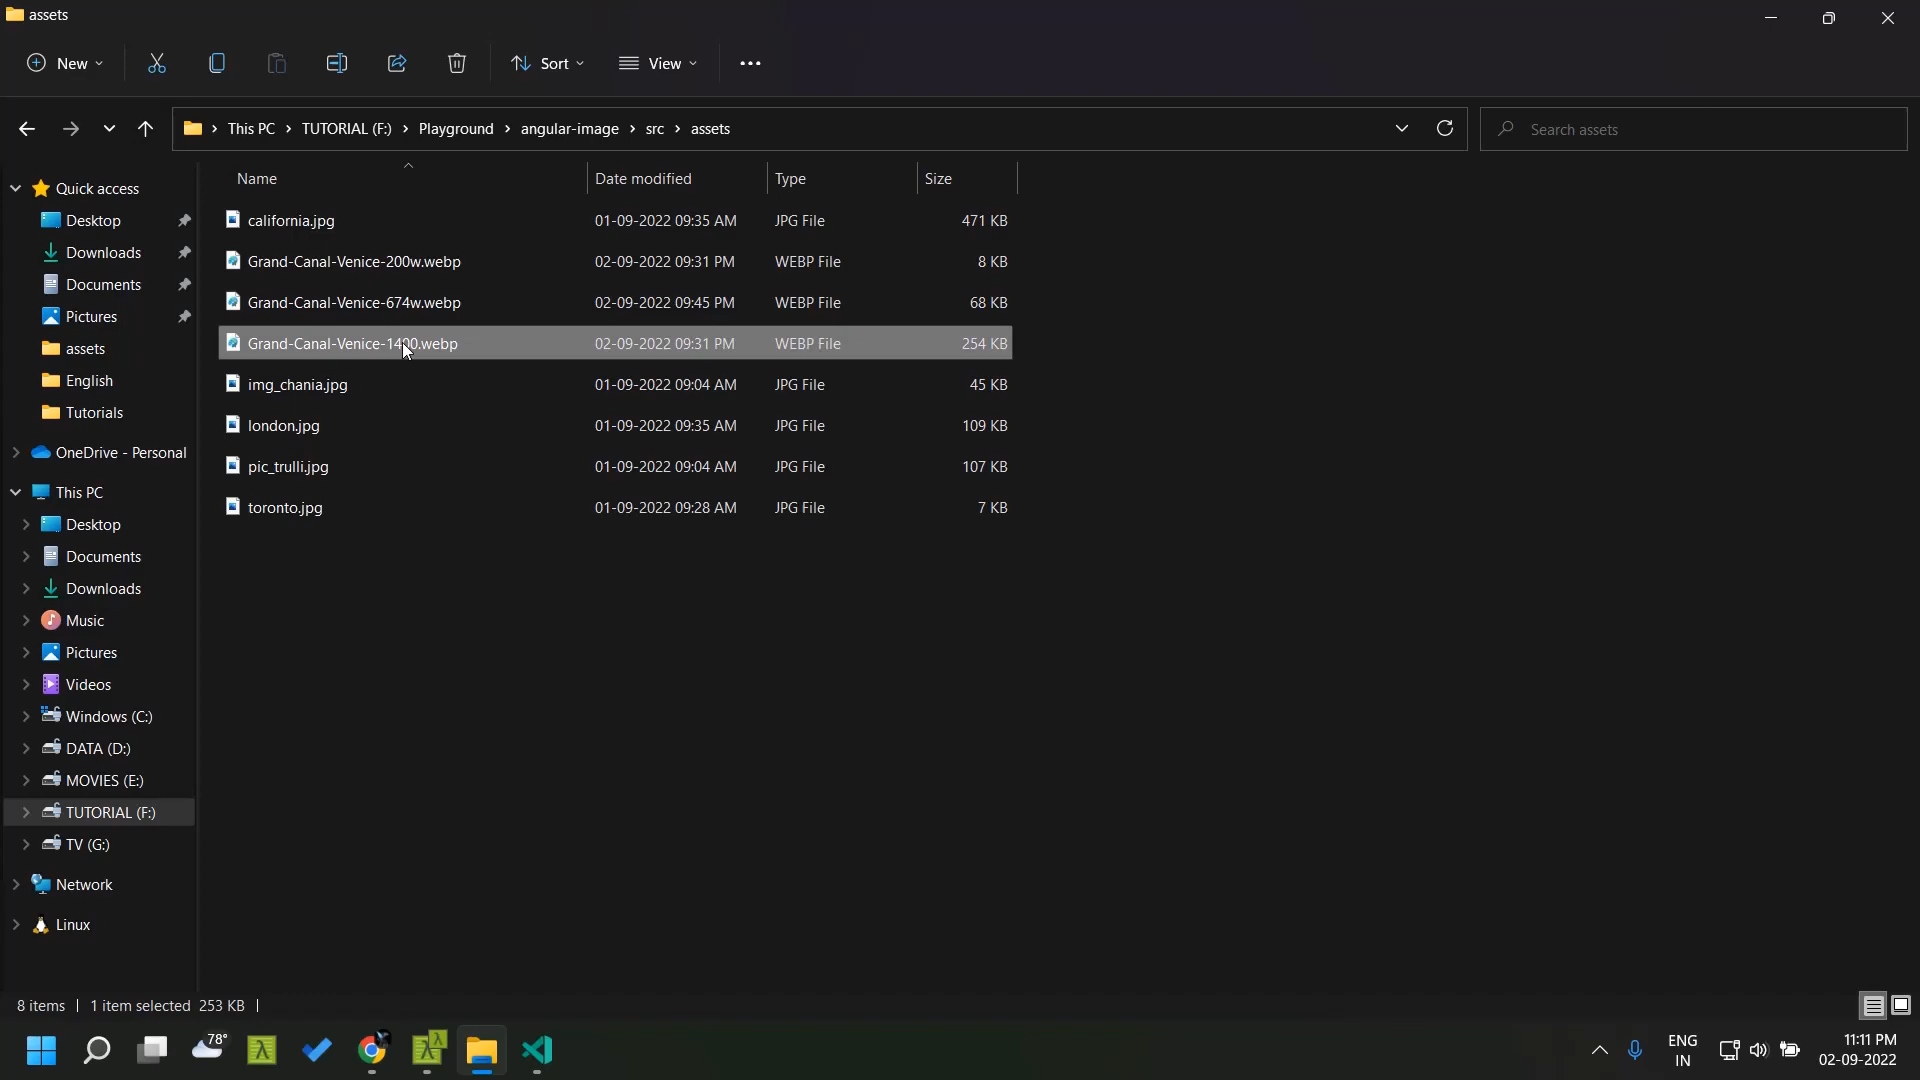 assets
New
Sort
View
This PC
TUTORIAL (F:)
Playground
angular-image
src
assets
Search assets
Name
Date modified
Type
Size
Quick access
Desktop
Downloads
Documents
Pictures
assets
English
Tutorials
OneDrive - Personal
This PC
Desktop
Documents
Downloads
Music
Pictures
Videos
Windows (C:)
DATA (D:)
MOVIES (E:)
TUTORIAL (F:)
TV (G:)
Network
Linux
california.jpg 01-09-2022 09:35 AM JPG File 471 KB
Grand-Canal-Venice-200w.webp 02-09-2022 09:31 PM WEBP File 8 KB
Grand-Canal-Venice-674w.webp 02-09-2022 09:45 PM WEBP File 68 KB
Grand-Canal-Venice-1400.webp 02-09-2022 09:31 PM WEBP File 254 KB
img_chania.jpg 01-09-2022 09:04 AM JPG File 45 KB
london.jpg 01-09-2022 09:35 AM JPG File 109 KB
pic_trulli.jpg 01-09-2022 09:04 AM JPG File 107 KB
toronto.jpg 01-09-2022 09:28 AM JPG File 7 KB
8 items 1 item selected 253 KB
78°
ENG
IN
11:11 PM
02-09-2022